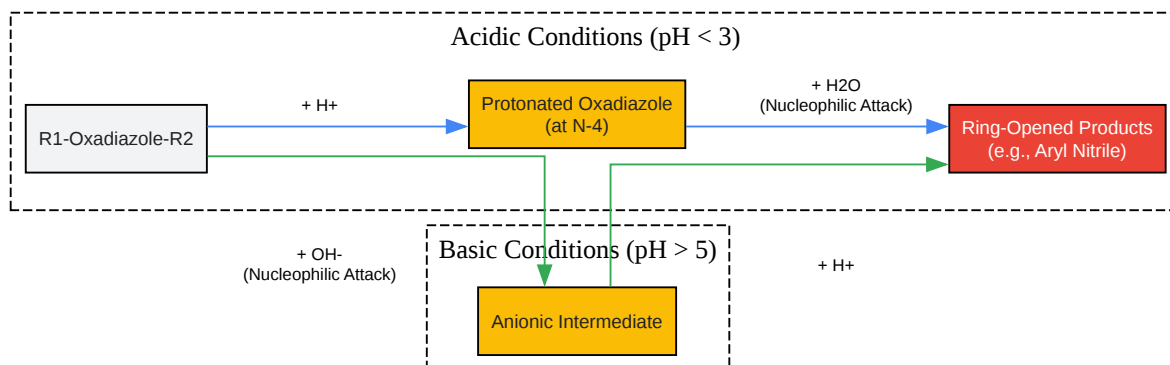 Acidic Conditions (pH < 3)
R1-Oxadiazole-R2
+ H+
Protonated Oxadiazole
(at N-4)
+ H2O
(Nucleophilic Attack)
Ring-Opened Products
(e.g., Aryl Nitrile)
Basic Conditions (pH > 5)
+ OH-
(Nucleophilic Attack)
+ H+
Anionic Intermediate